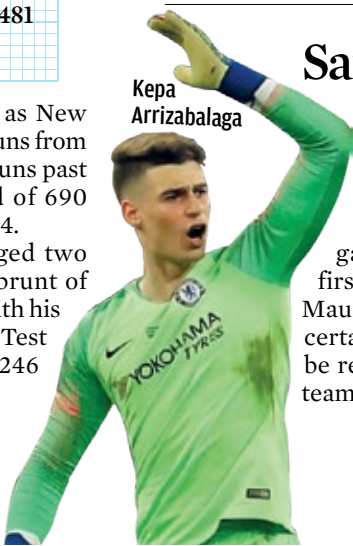 481
Sa
Kepa
Arrizabalaga
as New
uns from
uns past
d of 690
4.
ged two
brunt of
th his
Test
246
YOKOHAMA
TYRES
ga
firs
Mau
certa
be re
team